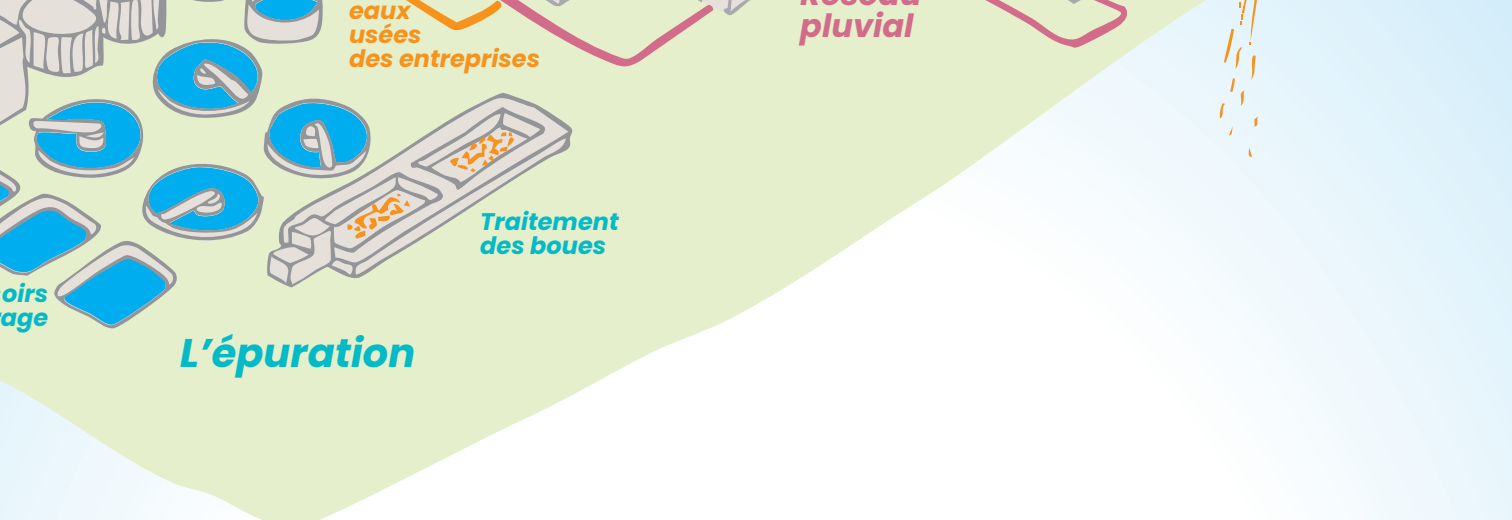 eaux
usées
des entreprises
pluvial
Traitement
des boues
L’épuration